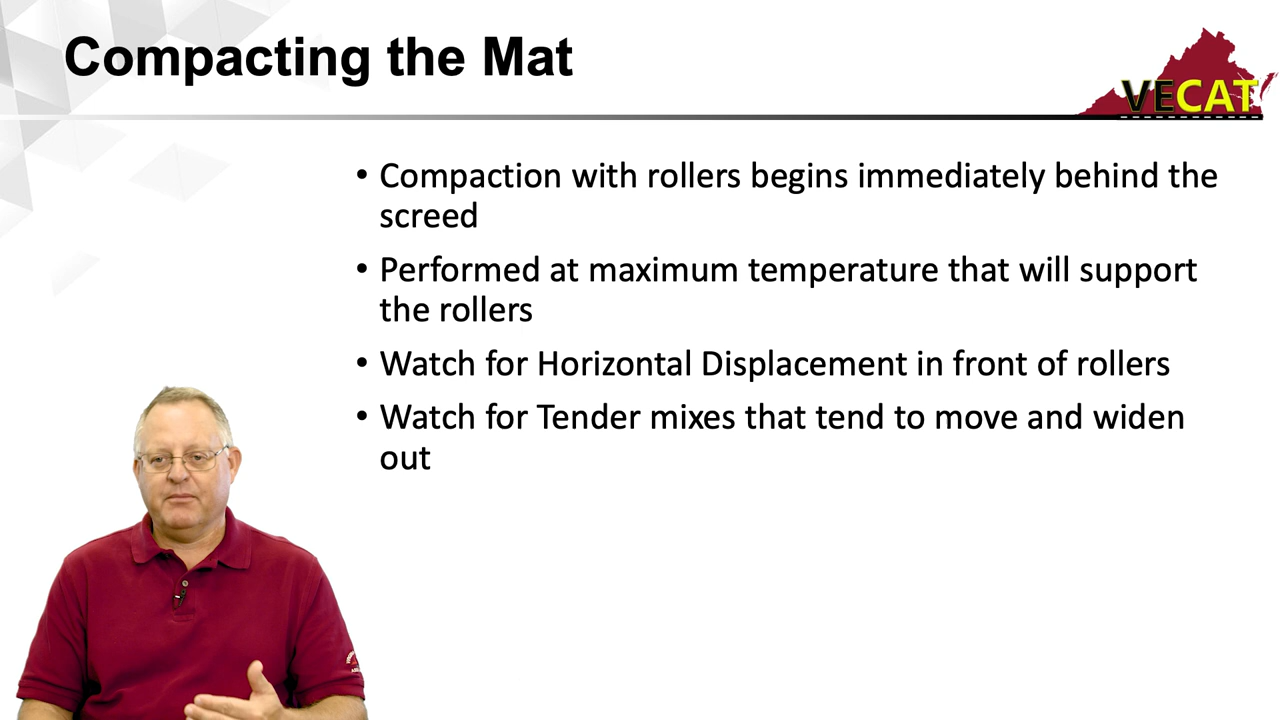 Compacting the Mat
VECAT
• Compaction with rollers begins immediately behind the
screed
• Performed at maximum temperature that will support
the rollers
• Watch for Horizontal Displacement in front of rollers
• Watch for Tender mixes that tend to move and widen
out